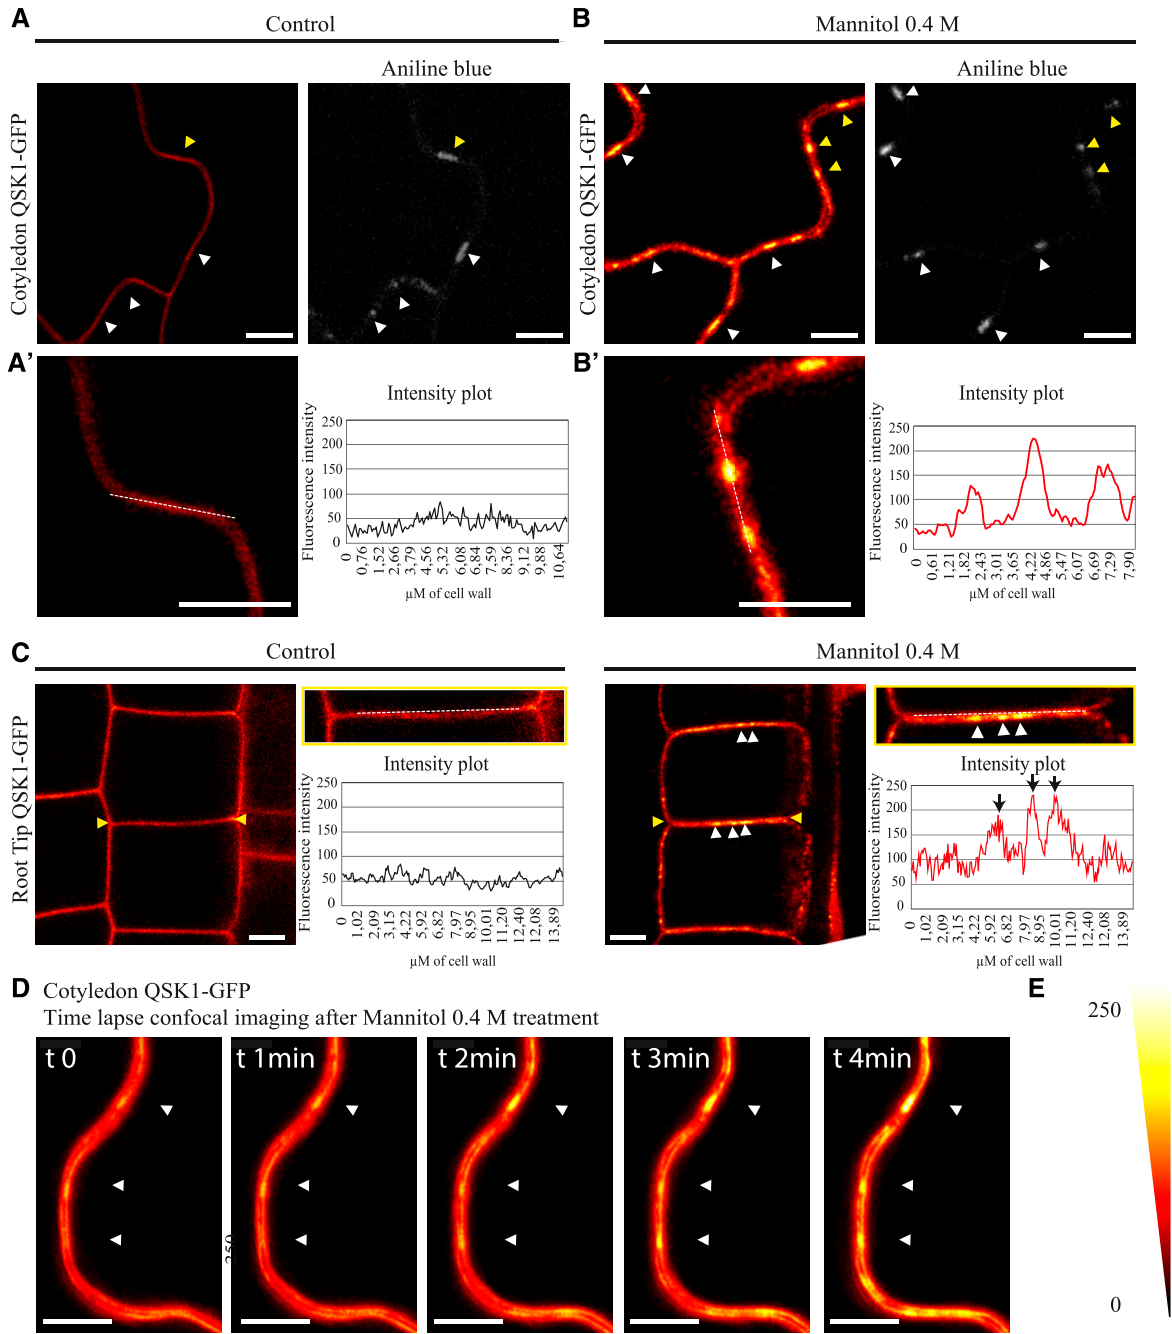 A
Control
B
Mannitol 0.4 M
Aniline blue
Aniline blue
Cotyledon QSK1-GFP
Cotyledon QSK1-GFP
A'
B'
Intensity plot
Fluorescence intensity
250
200
150
100
50
0
0 0,76 1,52 2,66 3,79 4,56 5,32 6,08 6,84 7,59 8,36 9,12 9,88 10,64
µM of cell wall
Intensity plot
Fluorescence intensity
250
200
150
100
50
0
0 0,61 1,21 1,82 2,43 3,01 3,65 4,22 4,86 5,47 6,07 6,69 7,29 7,90
µM of cell wall
C
Control
Mannitol 0.4 M
Root Tip QSK1-GFP
Intensity plot
Fluorescence intensity
250
200
150
100
50
0
0 1,02 2,09 3,15 4,22 5,92 6,82 7,97 8,95 10,01 11,20 12,40 12,08 13,89
µM of cell wall
Intensity plot
Fluorescence intensity
250
200
150
100
50
0
0 1,02 2,09 3,15 4,22 5,92 6,82 7,97 8,95 10,01 11,20 12,40 12,08 13,89
µM of cell wall
D
Cotyledon QSK1-GFP
Time lapse confocal imaging after Mannitol 0.4 M treatment
t 0
t 1min
t 2min
t 3min
t 4min
E
250
0